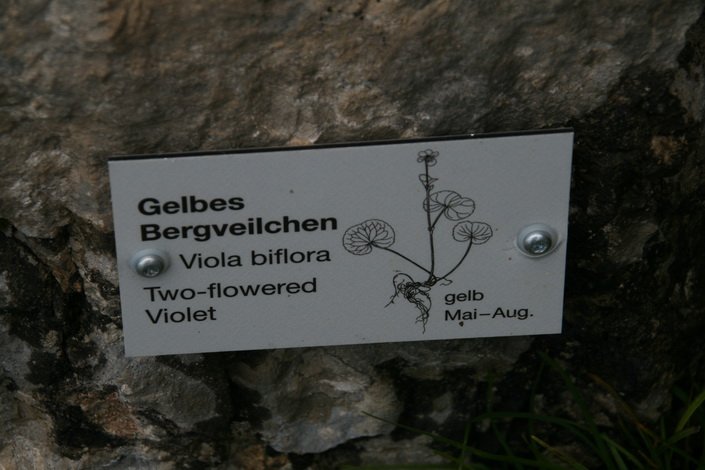 Gelbes
Bergveilchen
Viola biflora
Two-flowered
Violet
gelb
Mai–Aug.